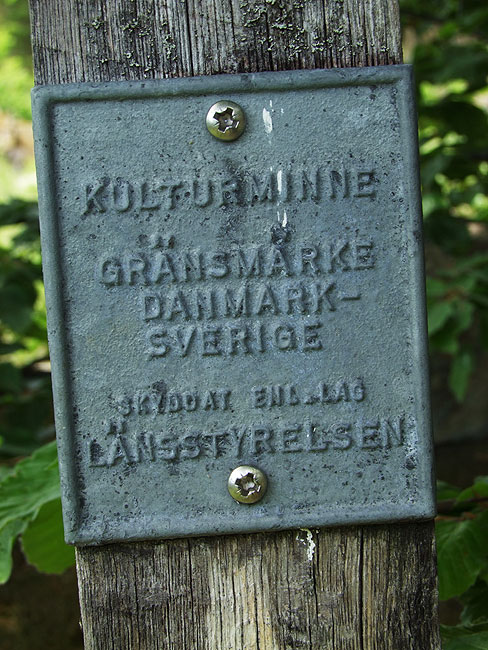 KULTURMINNE
GRÄNSMÄRKE
DANMARK-
SVERIGE
SKYDDAT ENL. LAG
LÄNSSTYRELSEN